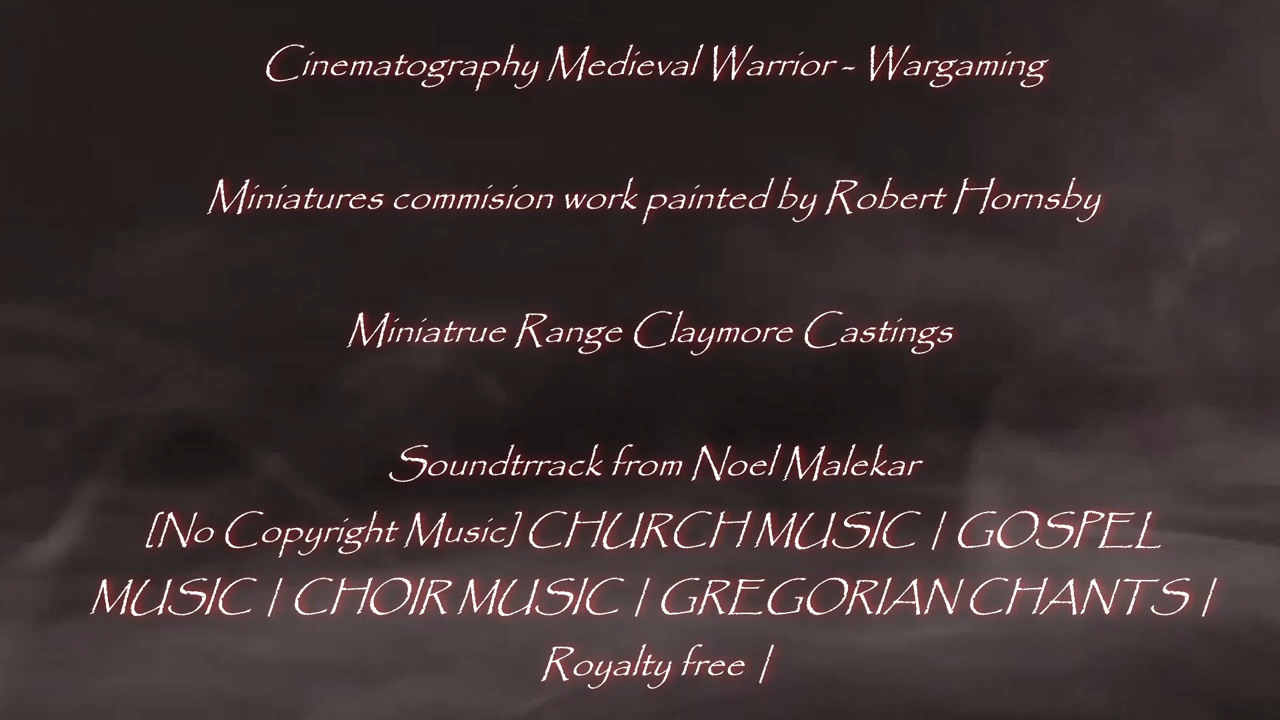 Cinematography Medieval Warrior - Wargaming
Miniatures commision work painted by Robert Hornsby
Miniatrue Range Claymore Castings
Soundtrrack from Noel Malekar
[No Copyright Music] CHURCH MUSIC | GOSPEL
MUSIC | CHOIR MUSIC | GREGORIAN CHANTS |
Royalty free |